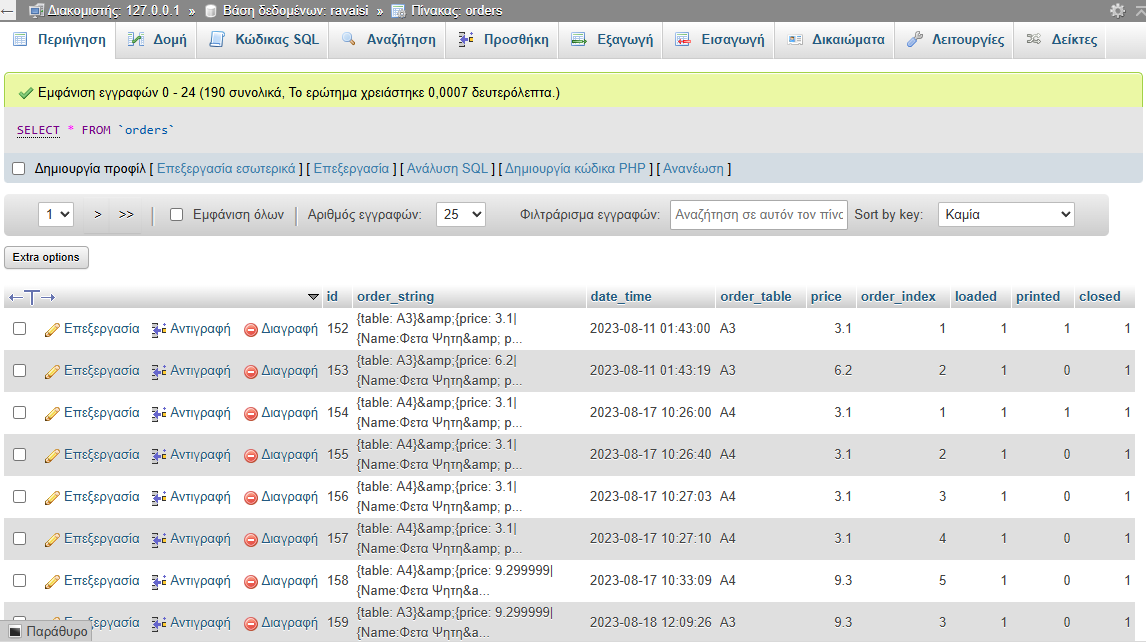 Διακομιστής: 127.0.0.1 » Βάση δεδομένων: ravaisi » Πίνακας: orders
Περιήγηση Δομή Κώδικας SQL Αναζήτηση Προσθήκη Εξαγωγή Εισαγωγή Δικαιώματα Λειτουργίες Δείκτες
Εμφάνιση εγγραφών 0 - 24 (190 συνολικά, Το ερώτημα χρειάστηκε 0,0007 δευτερόλεπτα.)
SELECT * FROM `orders`
Δημιουργία προφίλ [ Επεξεργασία εσωτερικά ] [ Επεξεργασία ] [ Ανάλυση SQL ] [ Δημιουργία κώδικα PHP ] [ Ανανέωση ]
1 > >> | Εμφάνιση όλων | Αριθμός εγγραφών: 25 Φιλτράρισμα εγγραφών: Αναζήτηση σε αυτόν τον πίνα Sort by key: Καμία
Extra options
←T→ id order_string date_time order_table price order_index loaded printed closed
Επεξεργασία Αντιγραφή Διαγραφή 152 {table: A3}&amp;{price: 3.1| 2023-08-11 01:43:00 A3 3.1 1 1 1 1
{Name:Φετα Ψητη&amp; p...
Επεξεργασία Αντιγραφή Διαγραφή 153 {table: A3}&amp;{price: 6.2| 2023-08-11 01:43:19 A3 6.2 2 1 0 1
{Name:Φετα Ψητη&amp; p...
Επεξεργασία Αντιγραφή Διαγραφή 154 {table: A4}&amp;{price: 3.1| 2023-08-17 10:26:00 A4 3.1 1 1 1 1
{Name:Φετα Ψητη&amp; p...
Επεξεργασία Αντιγραφή Διαγραφή 155 {table: A4}&amp;{price: 3.1| 2023-08-17 10:26:40 A4 3.1 2 1 0 1
{Name:Φετα Ψητη&amp; p...
Επεξεργασία Αντιγραφή Διαγραφή 156 {table: A4}&amp;{price: 3.1| 2023-08-17 10:27:03 A4 3.1 3 1 0 1
{Name:Φετα Ψητη&amp; p...
Επεξεργασία Αντιγραφή Διαγραφή 157 {table: A4}&amp;{price: 3.1| 2023-08-17 10:27:10 A4 3.1 4 1 0 1
{Name:Φετα Ψητη&amp; p...
Επεξεργασία Αντιγραφή Διαγραφή 158 {table: A4}&amp;{price: 9.299999| 2023-08-17 10:33:09 A4 9.3 5 1 0 1
{Name:Φετα Ψητη&a...
Επεξεργασία Αντιγραφή Διαγραφή 159 {table: A3}&amp;{price: 9.299999| 2023-08-18 12:09:26 A3 9.3 3 1 0 1
{Name:Φετα Ψητη&a...
Παράθυρο